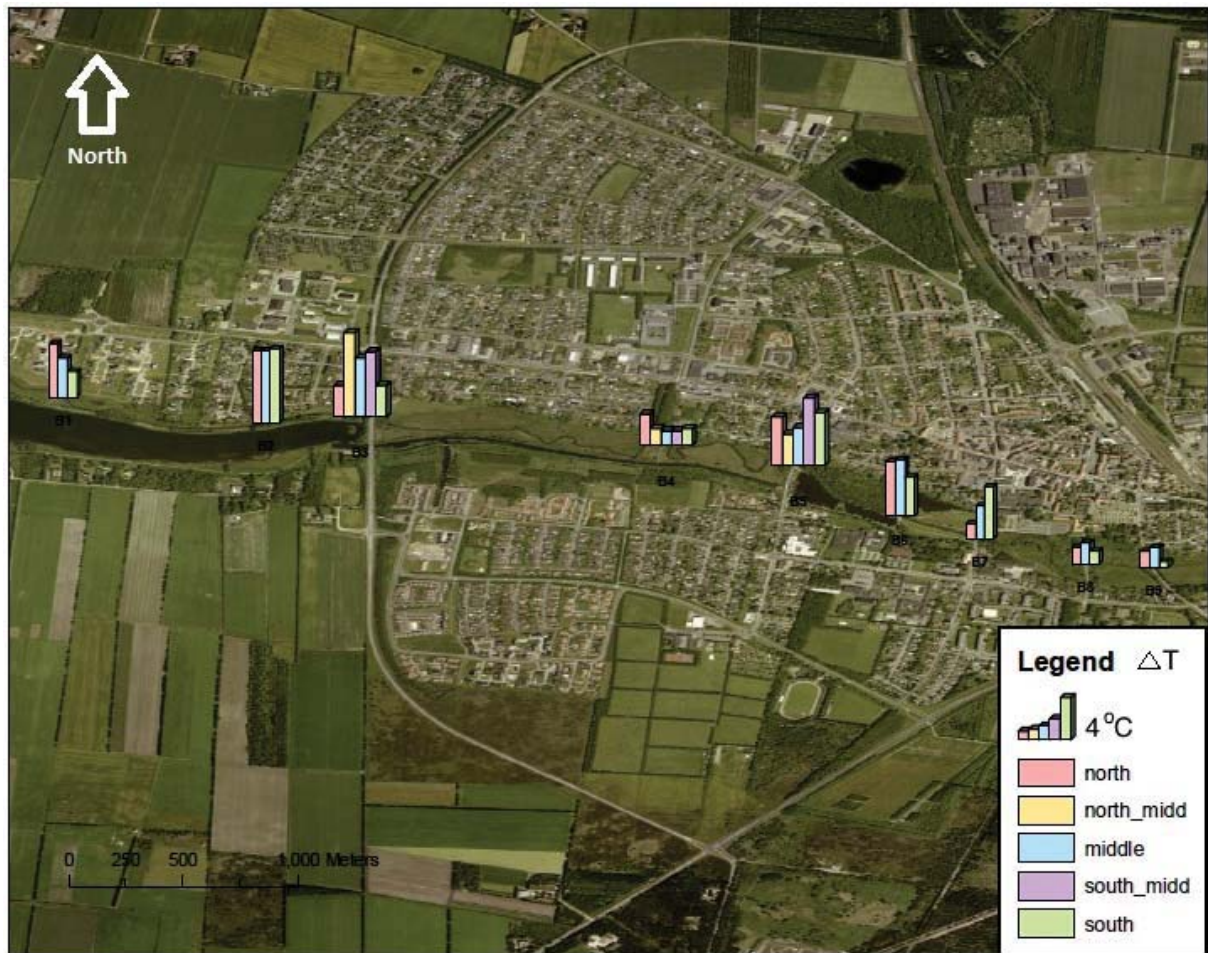 North
B1
B2
B3
B4
B5
B6
B7
B8
B9
Legend △T
4 °C
north
north_midd
middle
south_midd
south
0 250 500 1,000 Meters